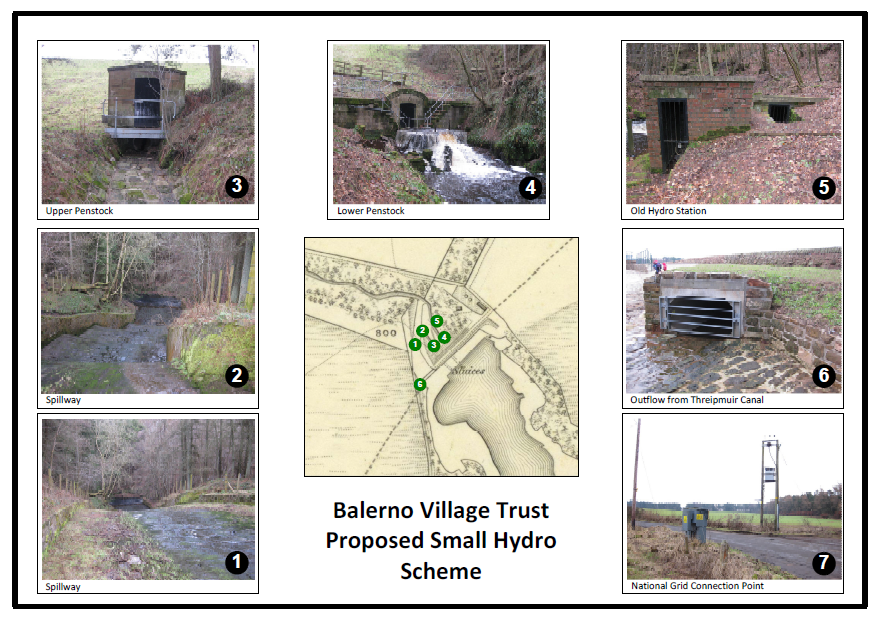 3
Upper Penstock
4
Lower Penstock
5
Old Hydro Station
2
Spillway
800
Sluices
5
2
4
1
3
6
6
Outflow from Threipmuir Canal
1
Spillway
Balerno Village Trust
Proposed Small Hydro
Scheme
7
National Grid Connection Point